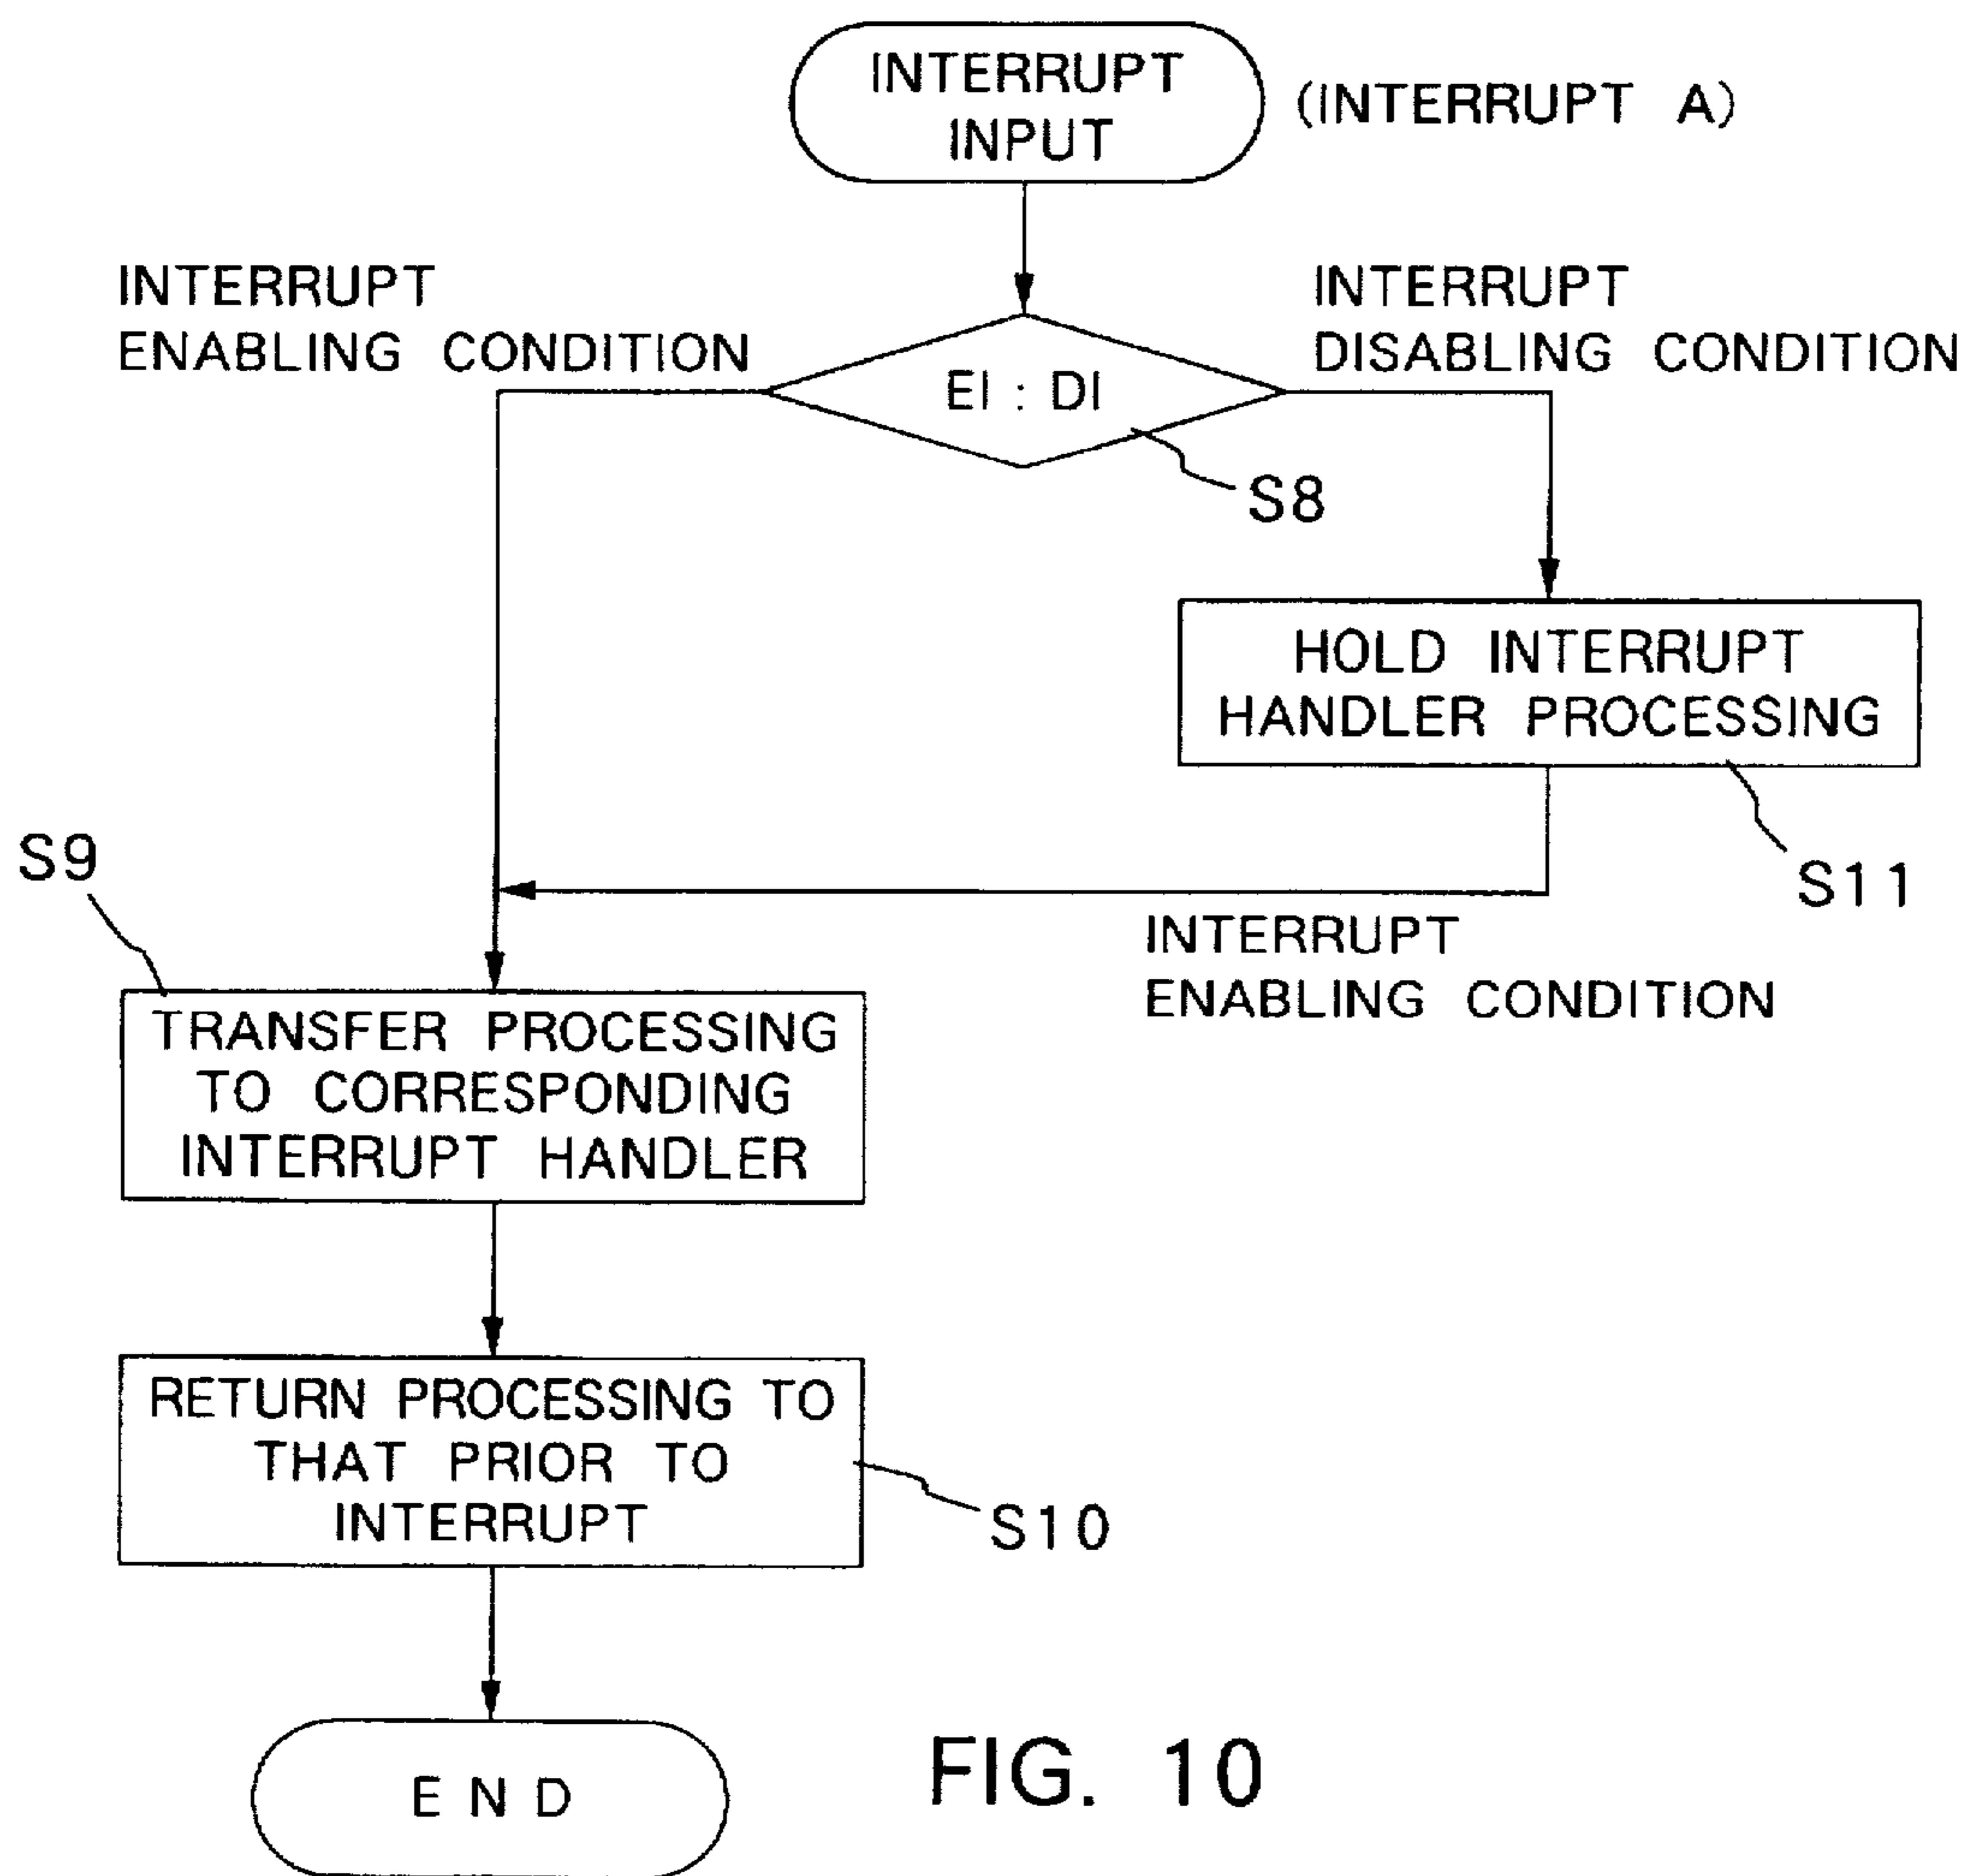 INTERRUPT
INPUT
(INTERRUPT A)
INTERRUPT
ENABLING CONDITION
INTERRUPT
DISABLING CONDITION
EI : DI
S8
HOLD INTERRUPT
HANDLER PROCESSING
S11
S9
INTERRUPT
ENABLING CONDITION
TRANSFER PROCESSING
TO CORRESPONDING
INTERRUPT HANDLER
RETURN PROCESSING TO
THAT PRIOR TO
INTERRUPT
S10
END
FIG. 10